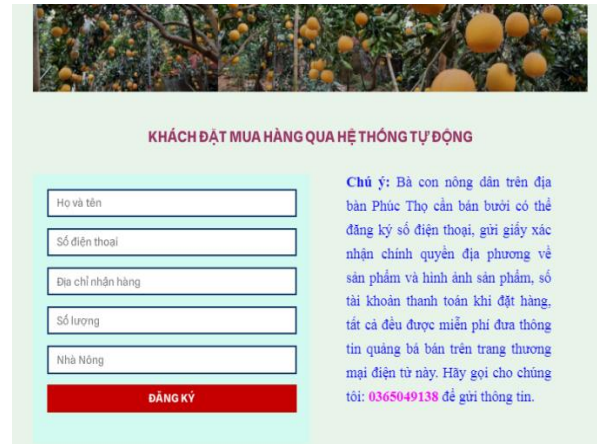 KHÁCH ĐẶT MUA HÀNG QUA HỆ THỐNG TỰ ĐỘNG
Họ và tên
Số điện thoại
Địa chỉ nhận hàng
Số lượng
Nhà Nông
ĐĂNG KÝ
Chú ý: Bà con nông dân trên địa
bàn Phúc Thọ cần bán bưởi có thể
đăng ký số điện thoại, gửi giấy xác
nhận chính quyền địa phương về
sản phẩm và hình ảnh sản phẩm, số
tài khoản thanh toán khi đặt hàng,
tất cả đều được miễn phí đưa thông
tin quảng bá bán trên trang thương
mại điện tử này. Hãy gọi cho chúng
tôi: 0365049138 để gửi thông tin.